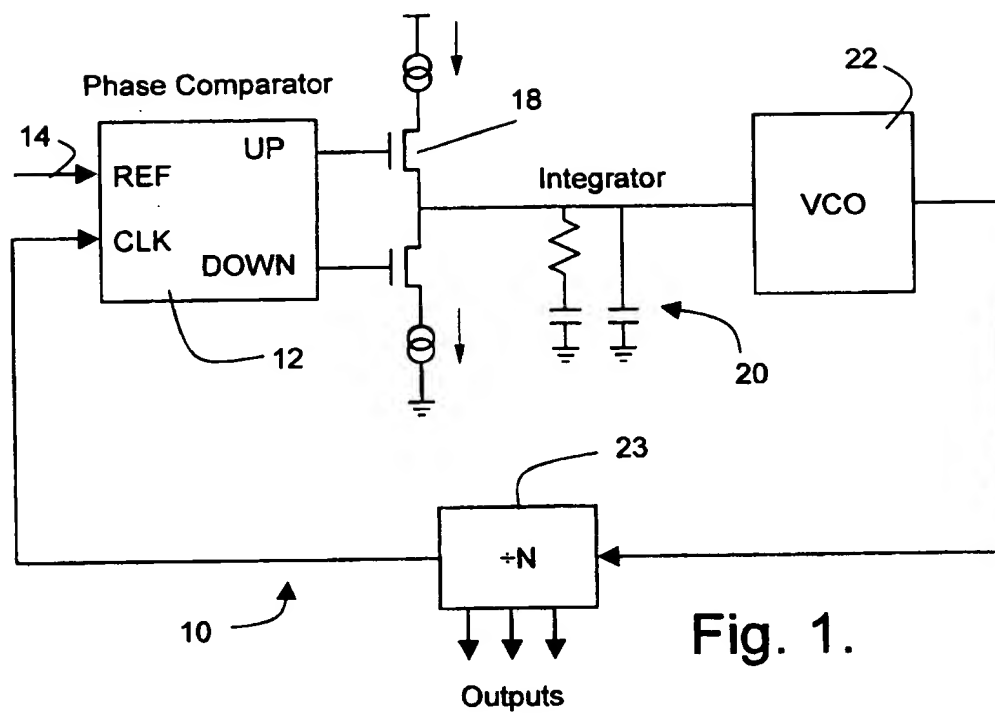 Phase Comparator
18
22
14
UP
REF
Integrator
VCO
CLK
DOWN
12
20
23
÷N
10
Fig. 1.
Outputs